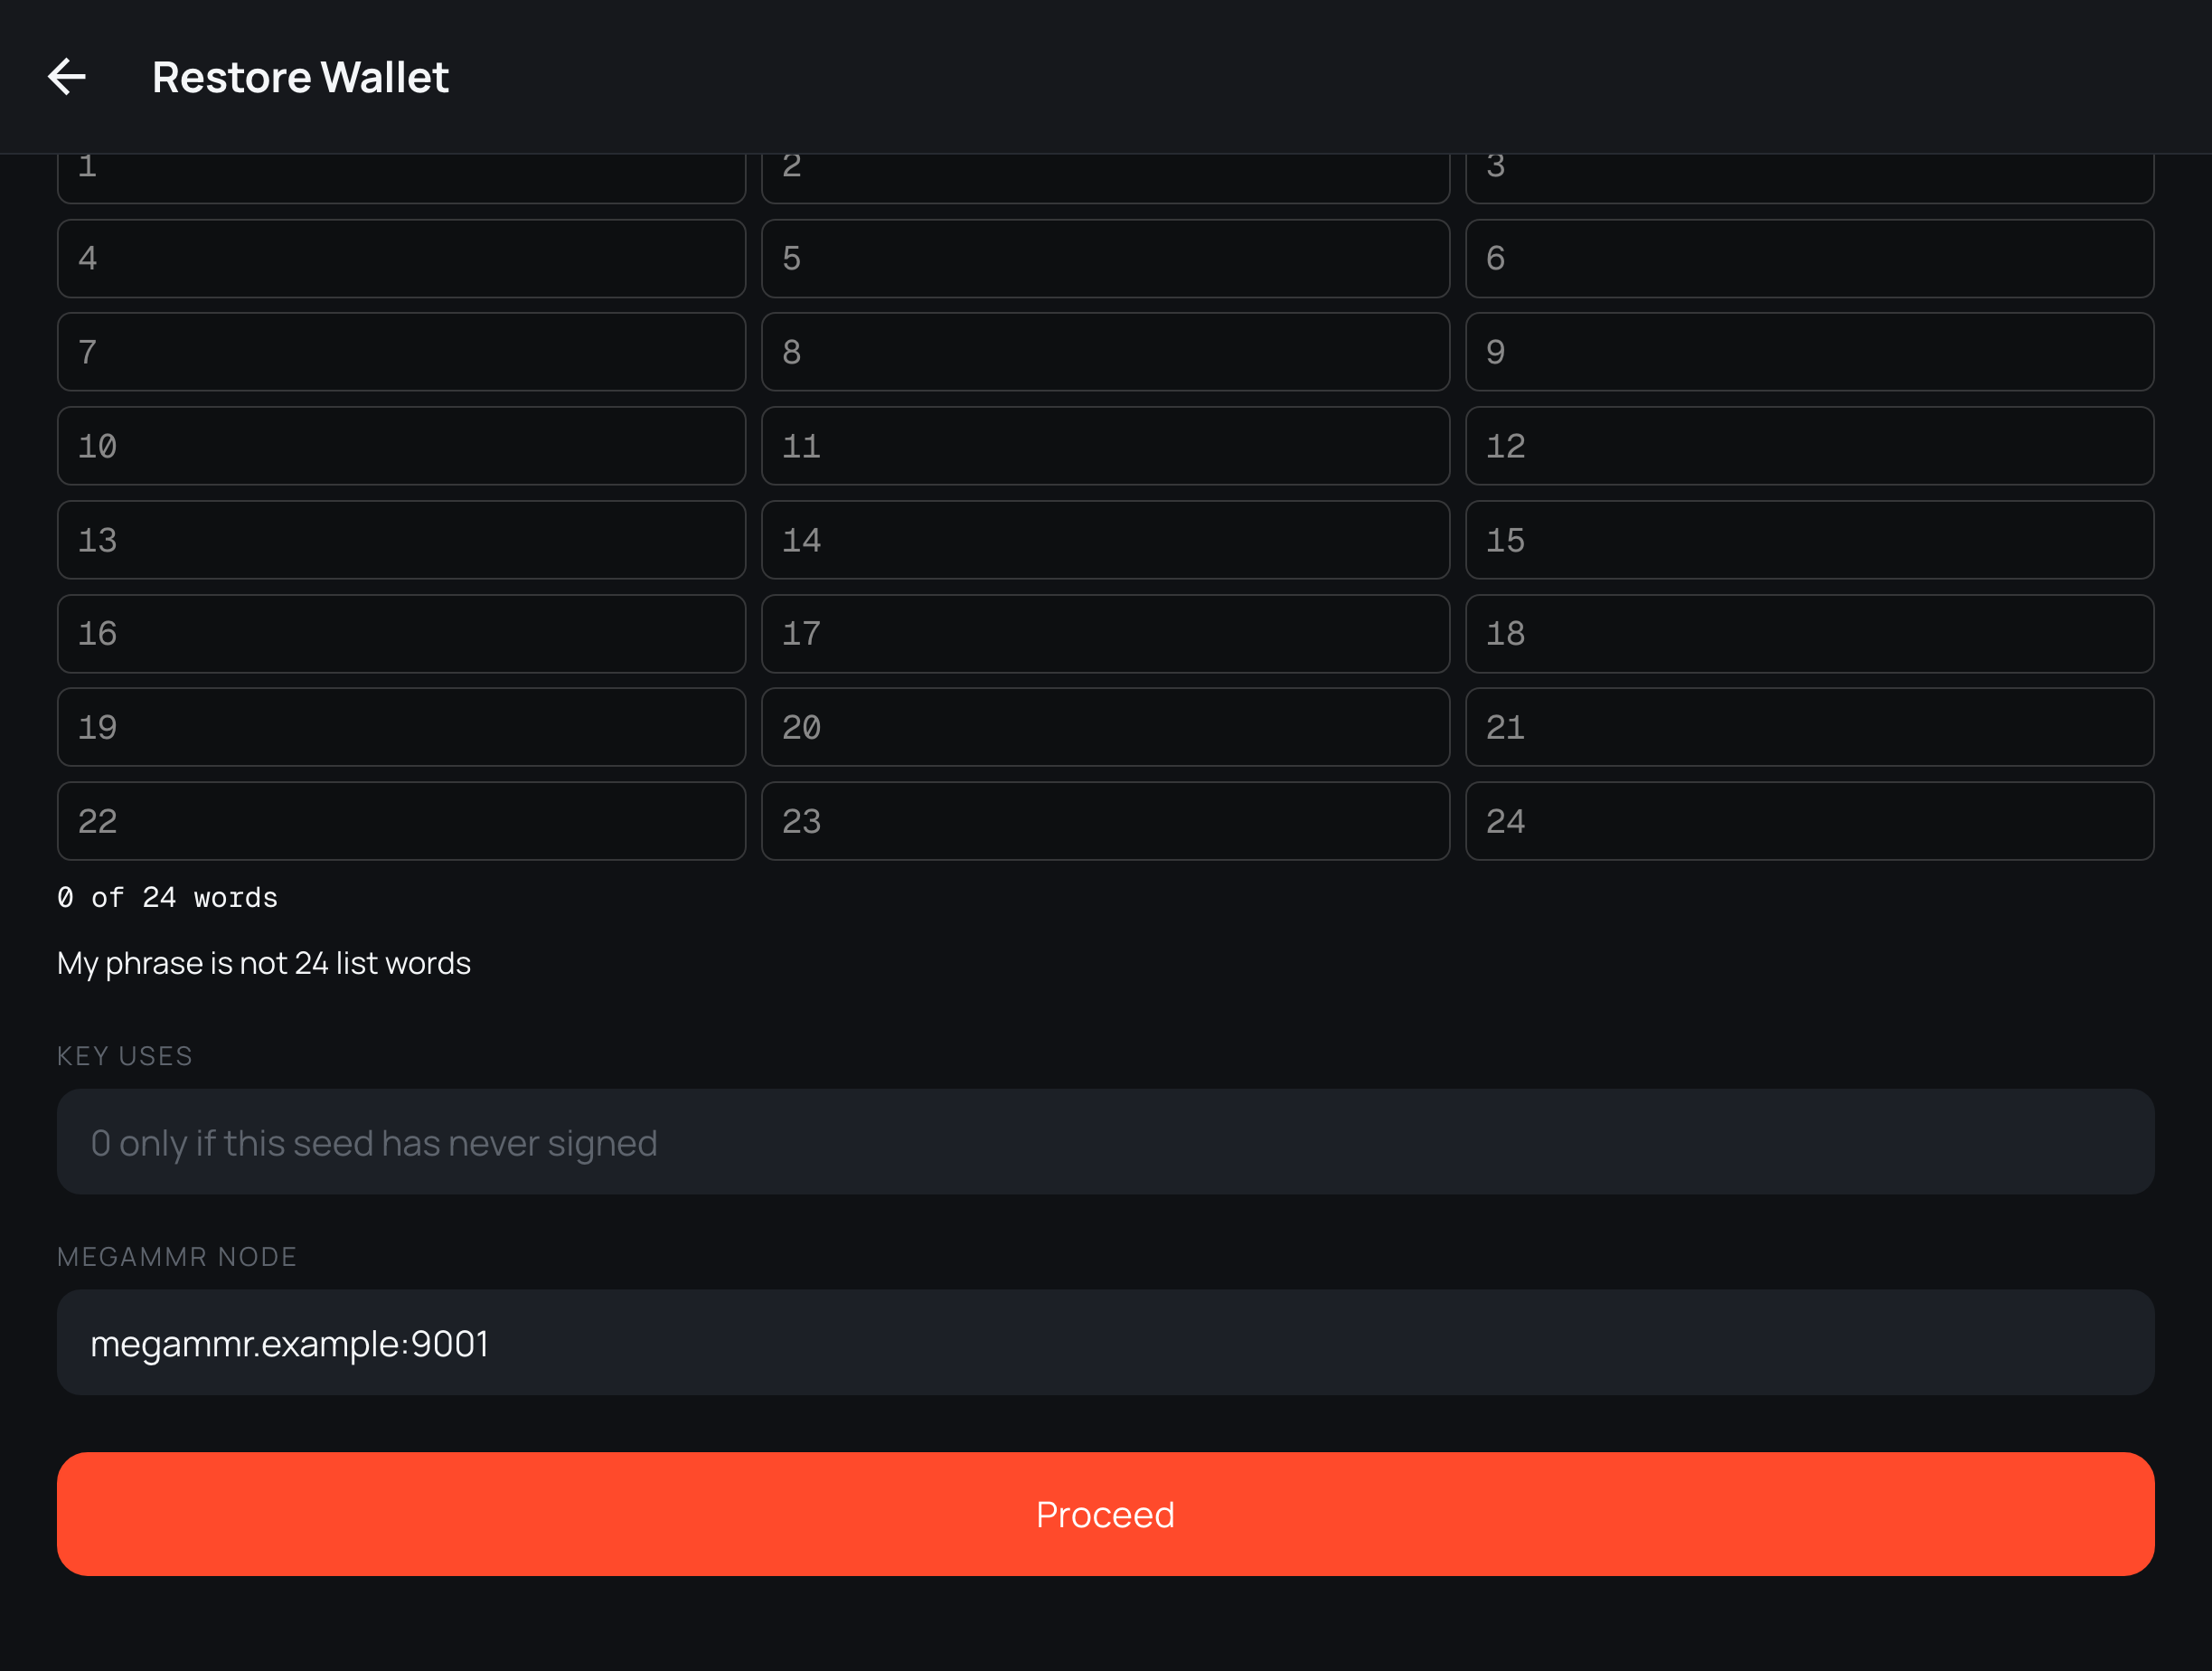 Restore Wallet
1 2 3
4 5 6
7 8 9
10 11 12
13 14 15
16 17 18
19 20 21
22 23 24
0 of 24 words
My phrase is not 24 list words
KEY USES
0 only if this seed has never signed
MEGAMMR NODE
megammr.example:9001
Proceed